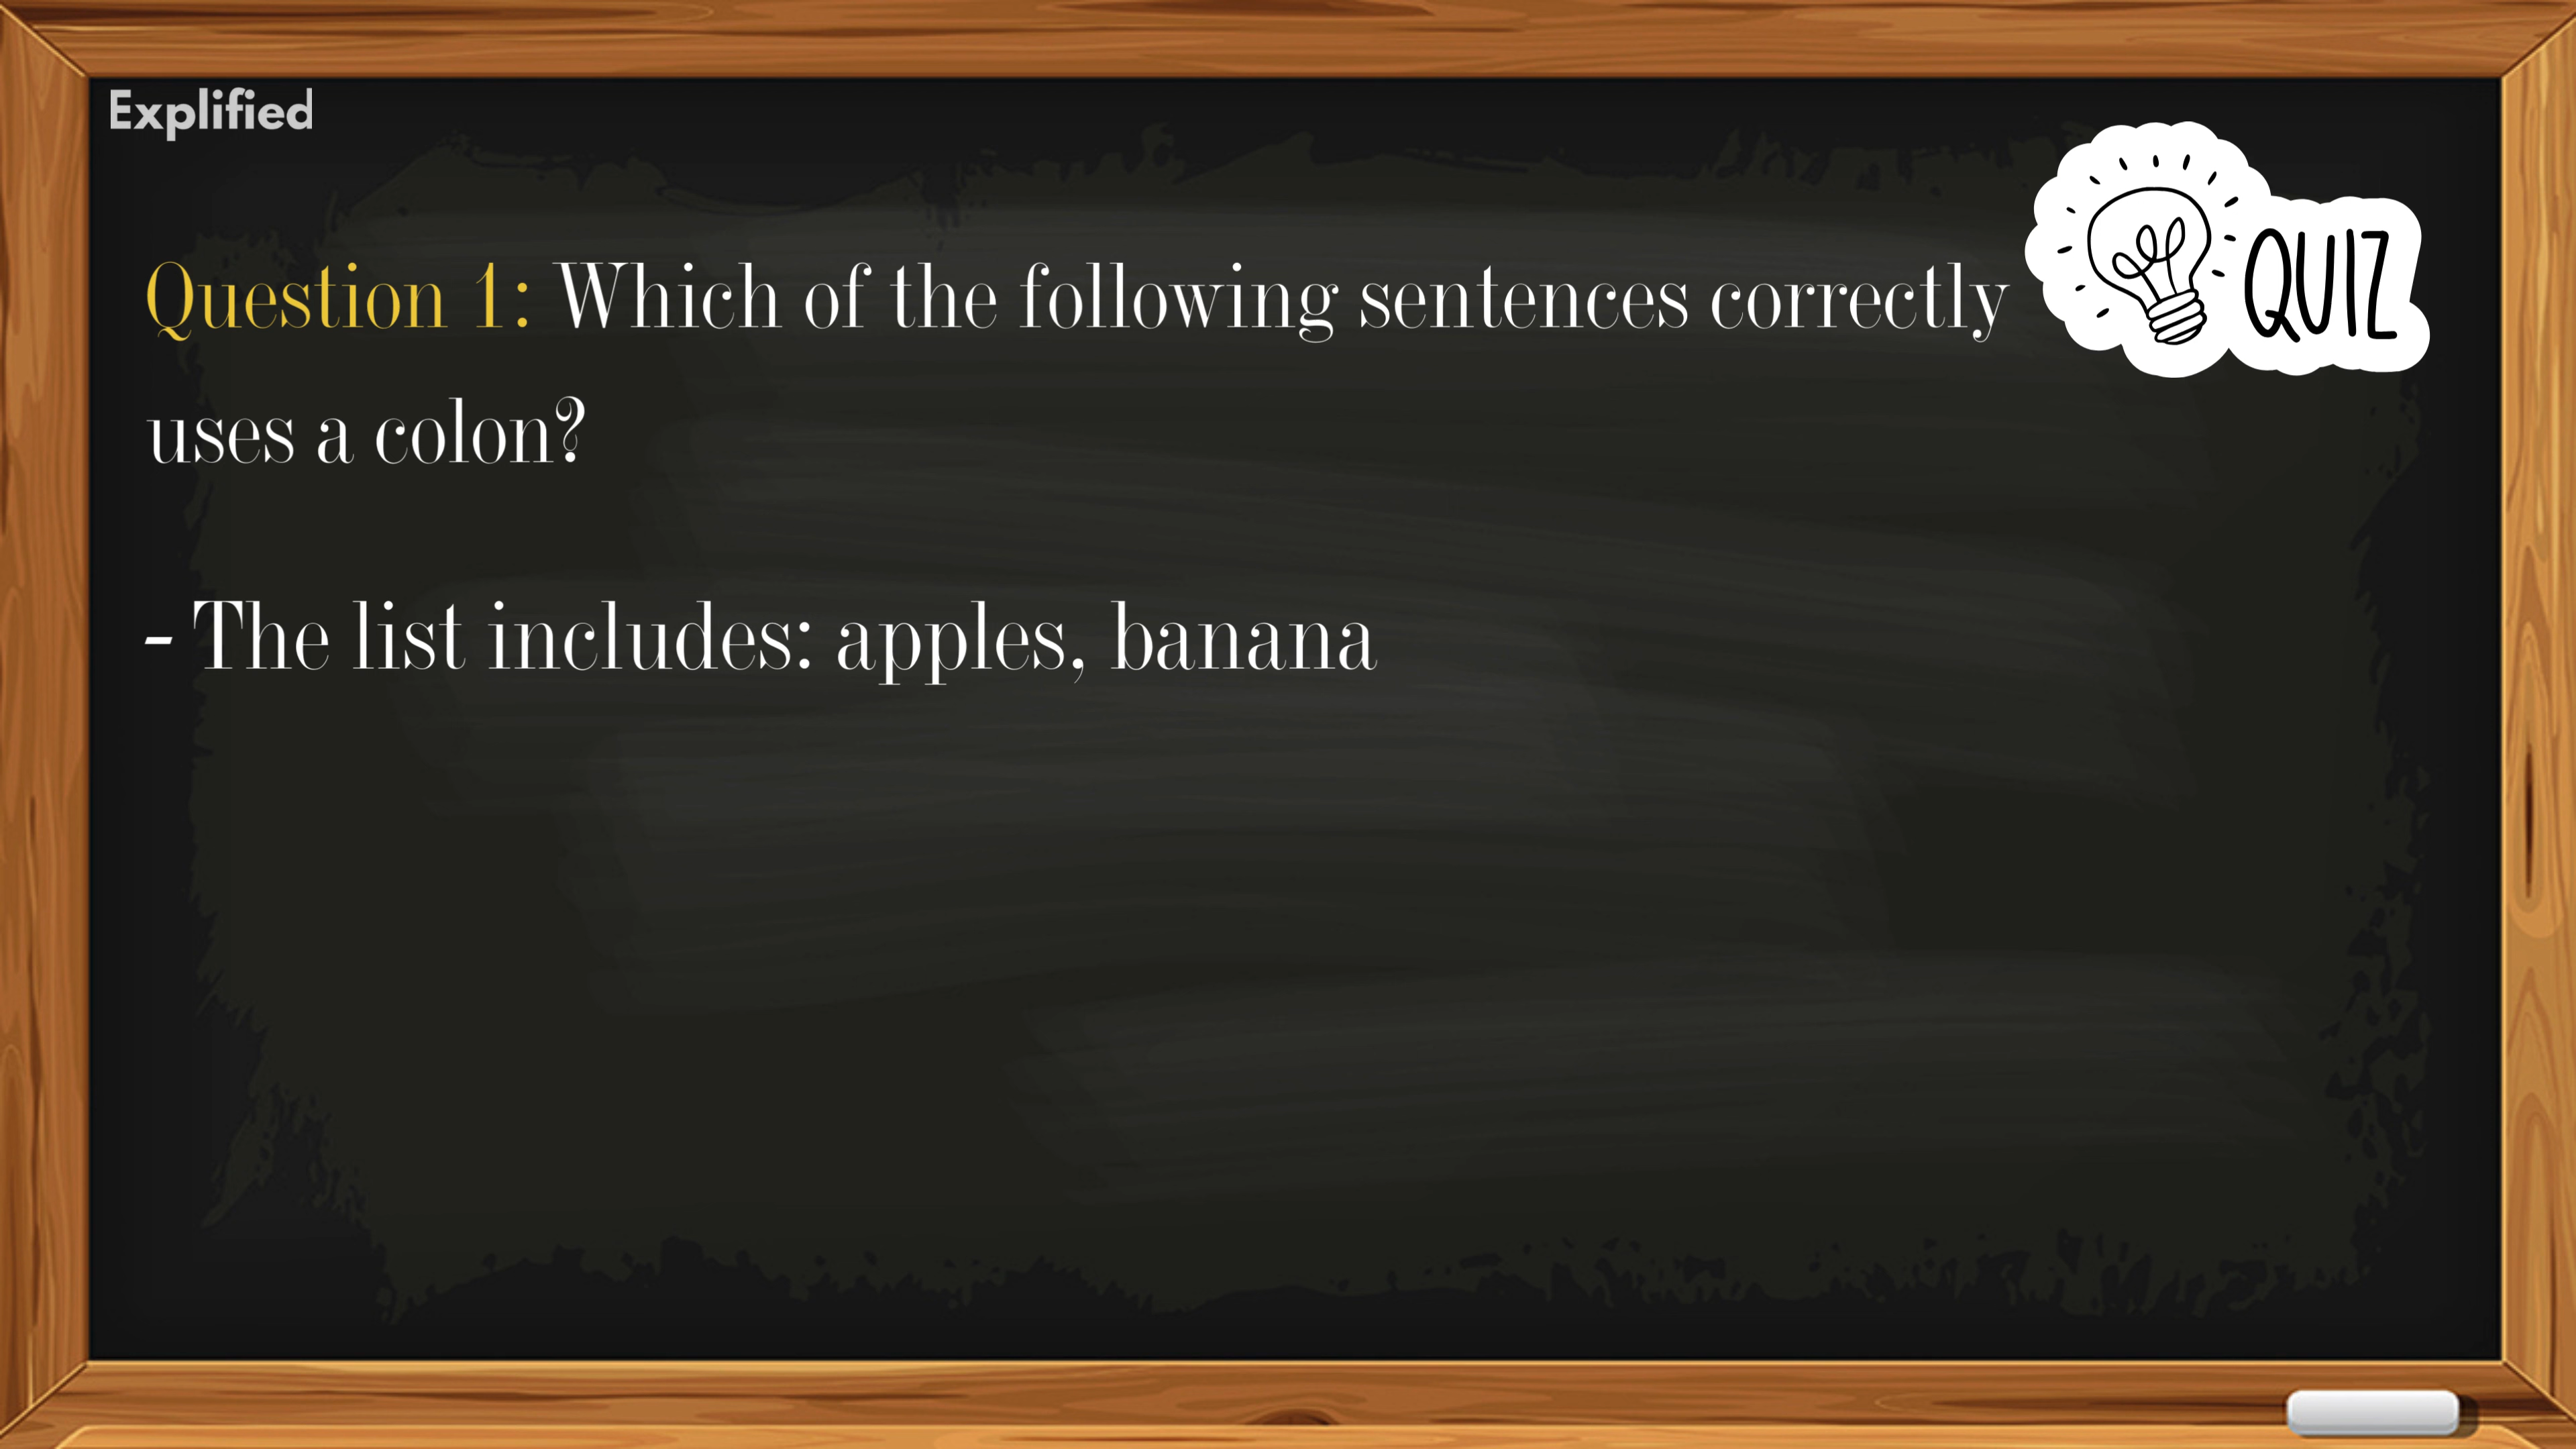 Explified
QUIZ
Question 1: Which of the following sentences correctly
uses a colon?
- The list includes: apples, banana